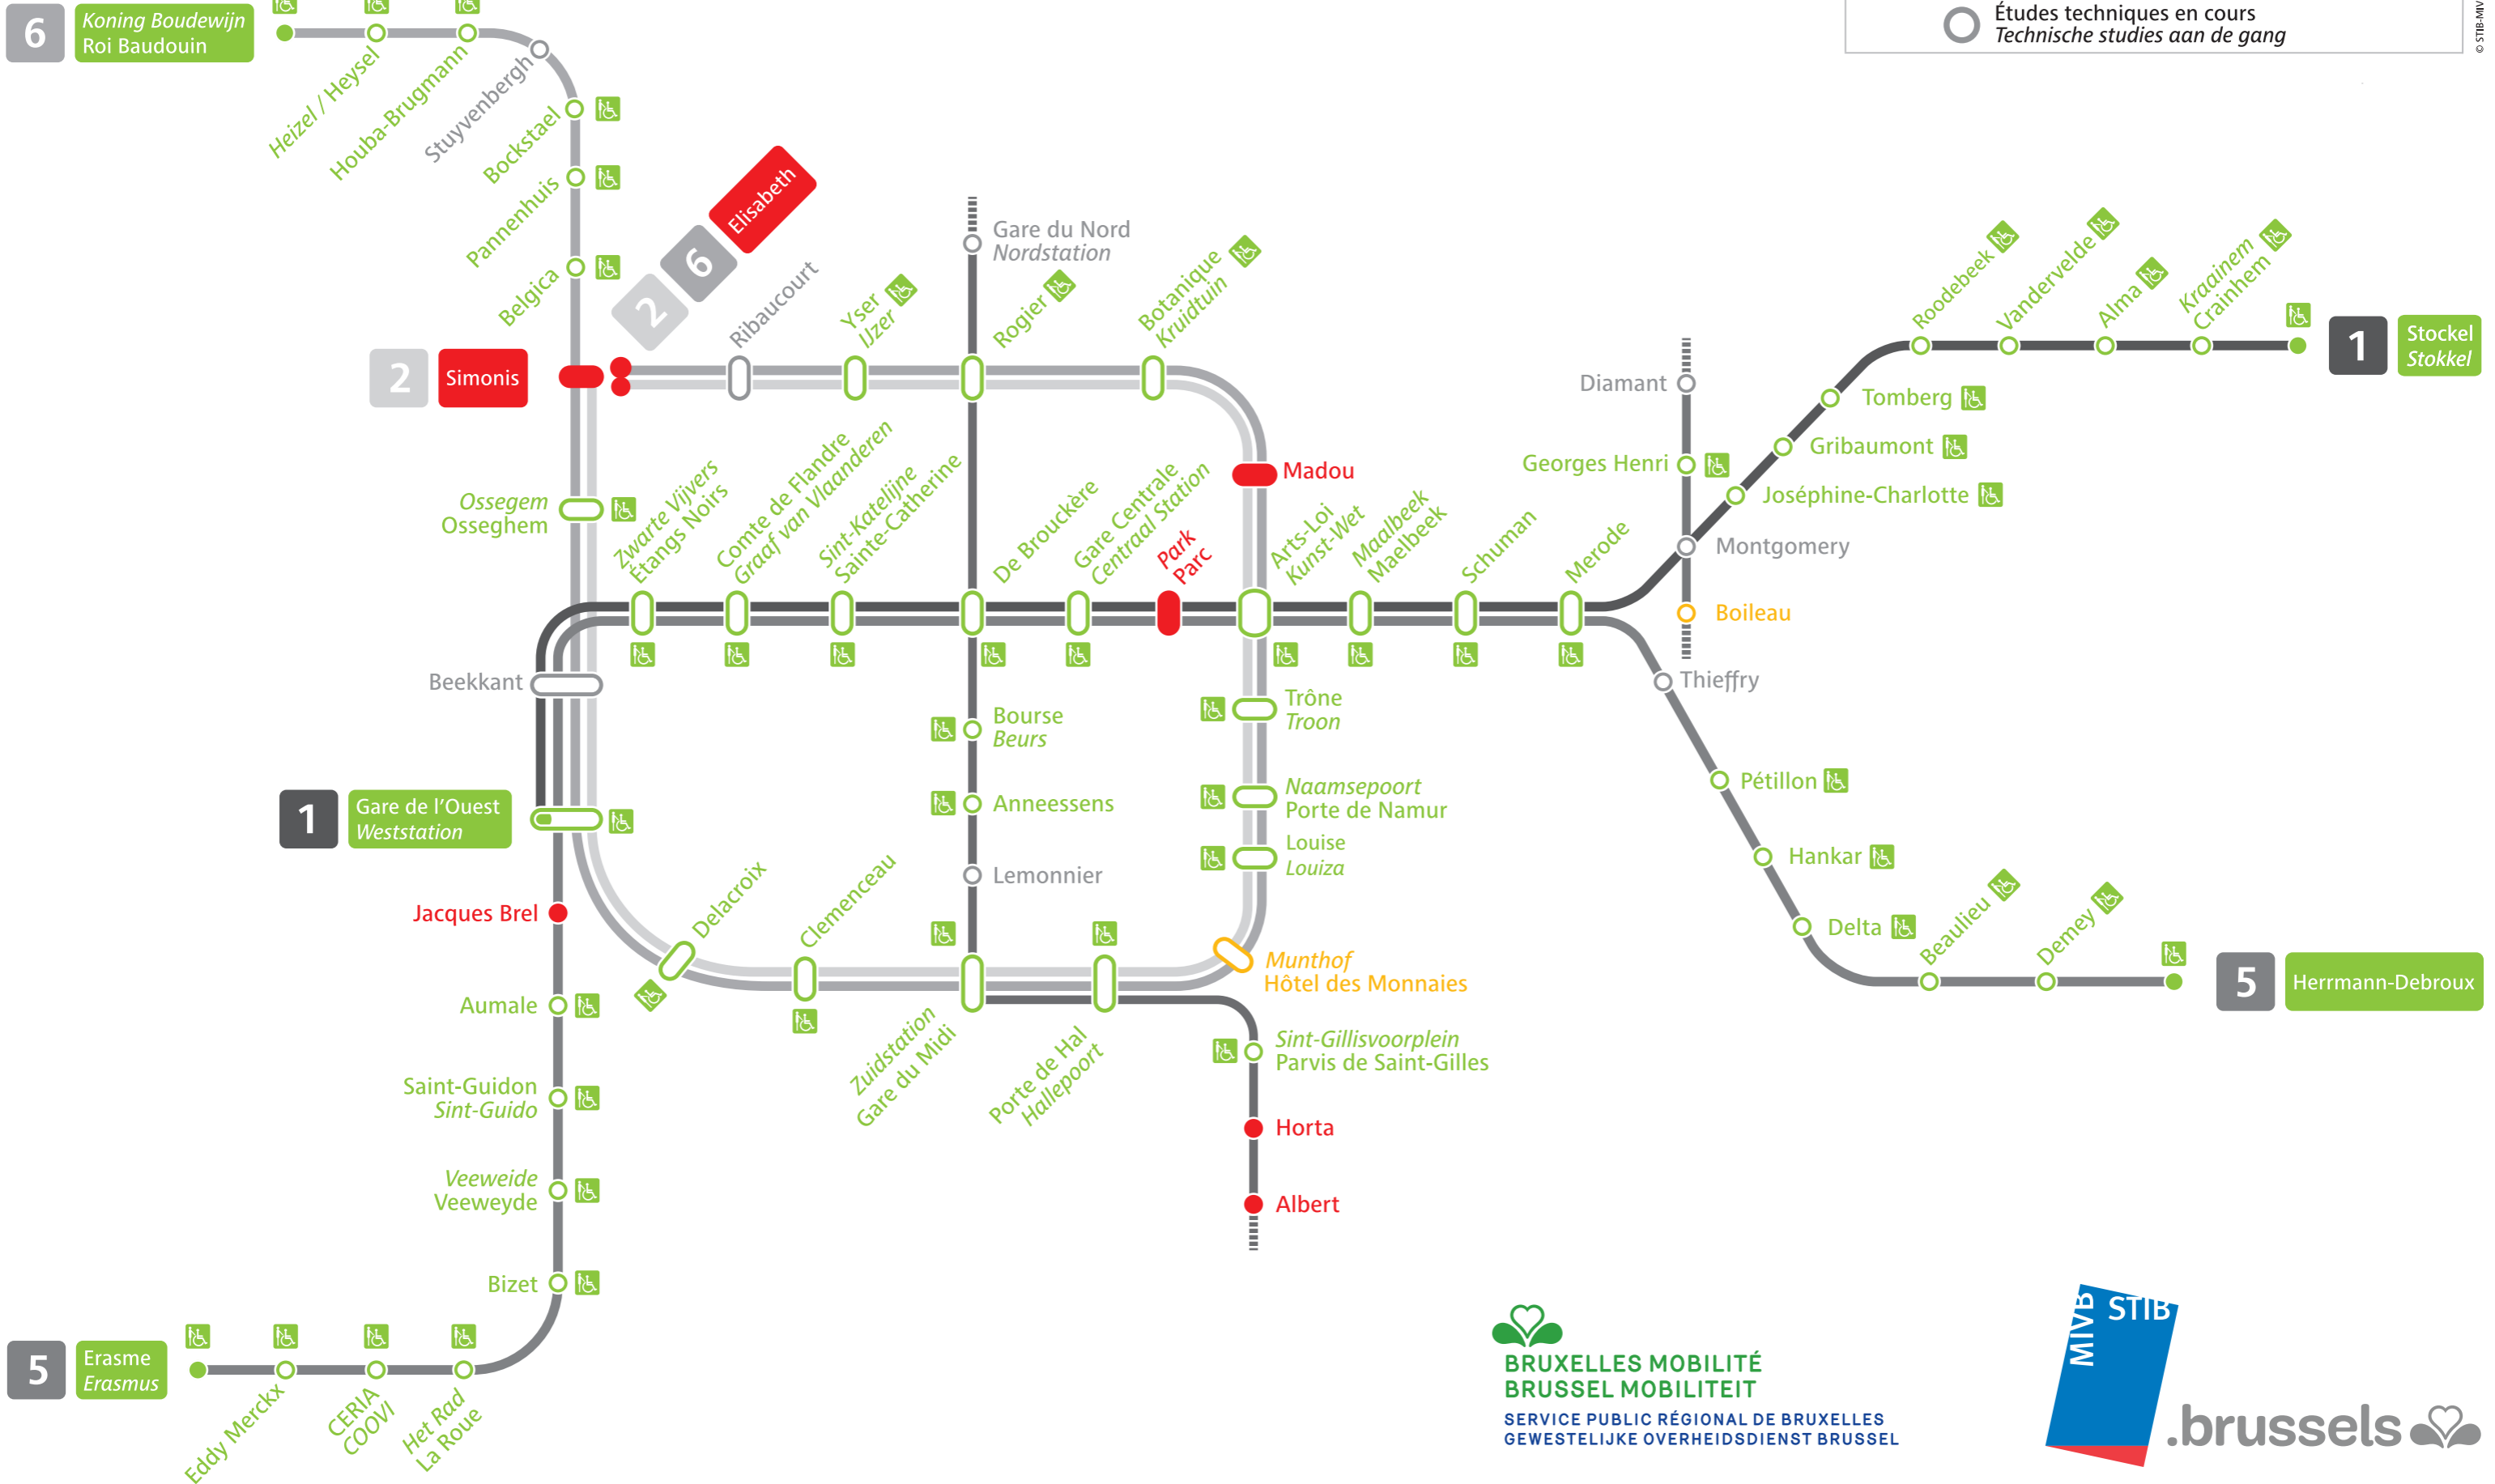 6
Koning Boudewijn
Roi Baudouin
Études techniques en cours
Technische studies aan de gang
© STIB-MIV
Heizel / Heysel
Houba-Brugmann
Stuyvenbergh
Bockstael
Pannenhuis
Belgica
2
6
Elisabeth
2
Simonis
Ribaucourt
Yser
IJzer
Gare du Nord
Nordstation
Rogier
Botanique
Kruidtuin
Madou
Diamant
Georges Henri
Montgomery
Boileau
Roodebeek
Vandervelde
Alma
Kraainem
Crainhem
1
Stockel
Stokkel
Tomberg
Gribaumont
Joséphine-Charlotte
Ossegem
Osseghem
Zwarte Vijvers
Étangs Noirs
Comte de Flandre
Graaf van Vlaanderen
Sint-Katelijne
Sainte-Catherine
De Brouckère
Gare Centrale
Centraal Station
Park
Parc
Arts-Loi
Kunst-Wet
Maalbeek
Maelbeek
Schuman
Merode
Beekkant
Thieffry
Bourse
Beurs
Trône
Troon
Pétillon
1
Gare de l'Ouest
Weststation
Anneessens
Naamsepoort
Porte de Namur
Louise
Louiza
Hankar
Lemonnier
Jacques Brel
Delacroix
Clemenceau
Munthof
Hôtel des Monnaies
Delta
Beaulieu
Demey
5
Herrmann-Debroux
Aumale
Zuidstation
Gare du Midi
Porte de Hal
Hallepoort
Sint-Gillisvoorplein
Parvis de Saint-Gilles
Saint-Guidon
Sint-Guido
Horta
Veeweide
Veeweyde
Albert
Bizet
5
Erasme
Erasmus
Eddy Merckx
CERIA
COOVI
Het Rad
La Roue
BRUXELLES MOBILITÉ
BRUSSEL MOBILITEIT
SERVICE PUBLIC RÉGIONAL DE BRUXELLES
GEWESTELIJKE OVERHEIDSDIENST BRUSSEL
MIVB
STIB
.brussels